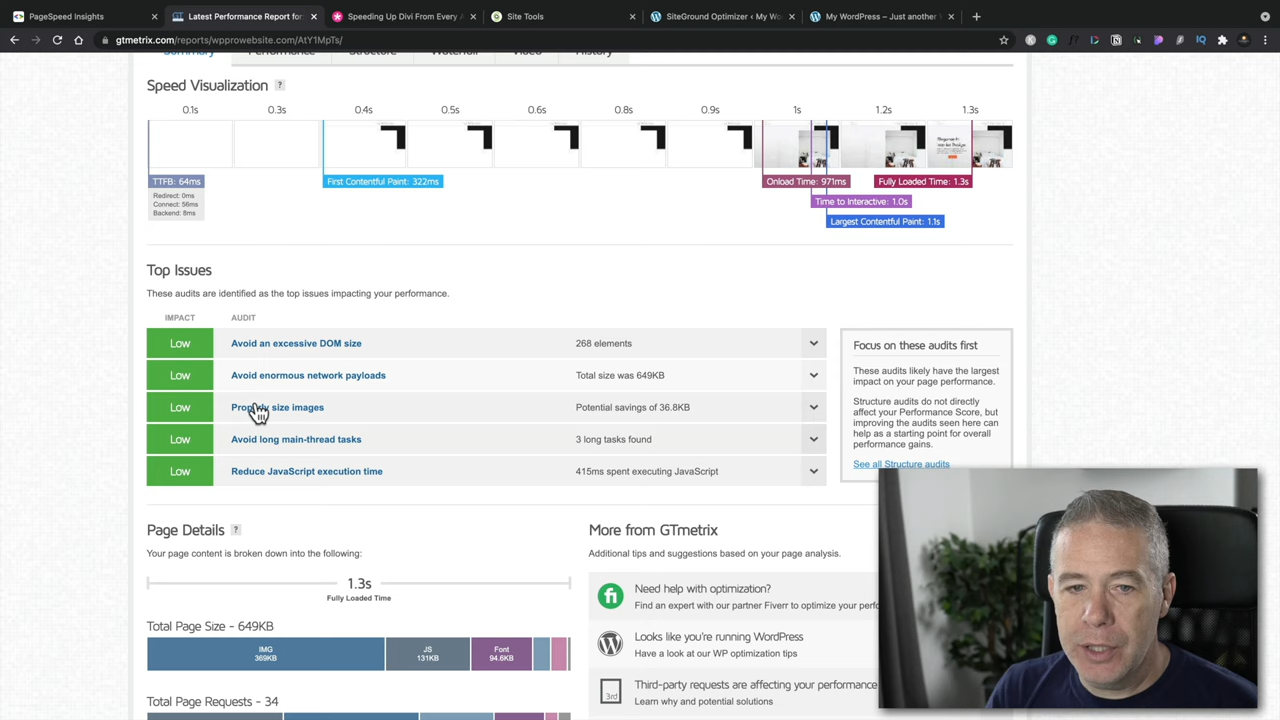 PageSpeed Insights
Latest Performance Report for
Speeding Up Divi From Every A
Site Tools
SiteGround Optimizer ‹ My Wo
My WordPress – Just another
gtmetrix.com/reports/wpprowebsite.com/AtY1MpTs/
Summary Performance Structure Waterfall Video History
Speed Visualization ?
0.1s 0.3s 0.4s 0.5s 0.6s 0.8s 0.9s 1s 1.2s 1.3s
TTFB: 64ms
Redirect: 0ms
Connect: 56ms
Backend: 8ms
First Contentful Paint: 322ms
Onload Time: 971ms
Fully Loaded Time: 1.3s
Time to Interactive: 1.0s
Largest Contentful Paint: 1.1s
Top Issues
These audits are identified as the top issues impacting your performance.
IMPACT AUDIT
Low Avoid an excessive DOM size 268 elements
Low Avoid enormous network payloads Total size was 649KB
Low Properly size images Potential savings of 36.8KB
Low Avoid long main-thread tasks 3 long tasks found
Low Reduce JavaScript execution time 415ms spent executing JavaScript
Focus on these audits first
These audits likely have the largest
impact on your page performance.
Structure audits do not directly
affect your Performance Score, but
improving the audits seen here can
help as a starting point for overall
performance gains.
See all Structure audits
Page Details ?
Your page content is broken down into the following:
1.3s
Fully Loaded Time
Total Page Size - 649KB
IMG
369KB
JS
131KB
Font
94.6KB
Total Page Requests - 34
More from GTmetrix
Additional tips and suggestions based on your page analysis.
fi
Need help with optimization?
Find an expert with our partner Fiverr to optimize your perfo
Looks like you're running WordPress
Have a look at our WP optimization tips
3rd
Third-party requests are affecting your performance
Learn why and potential solutions